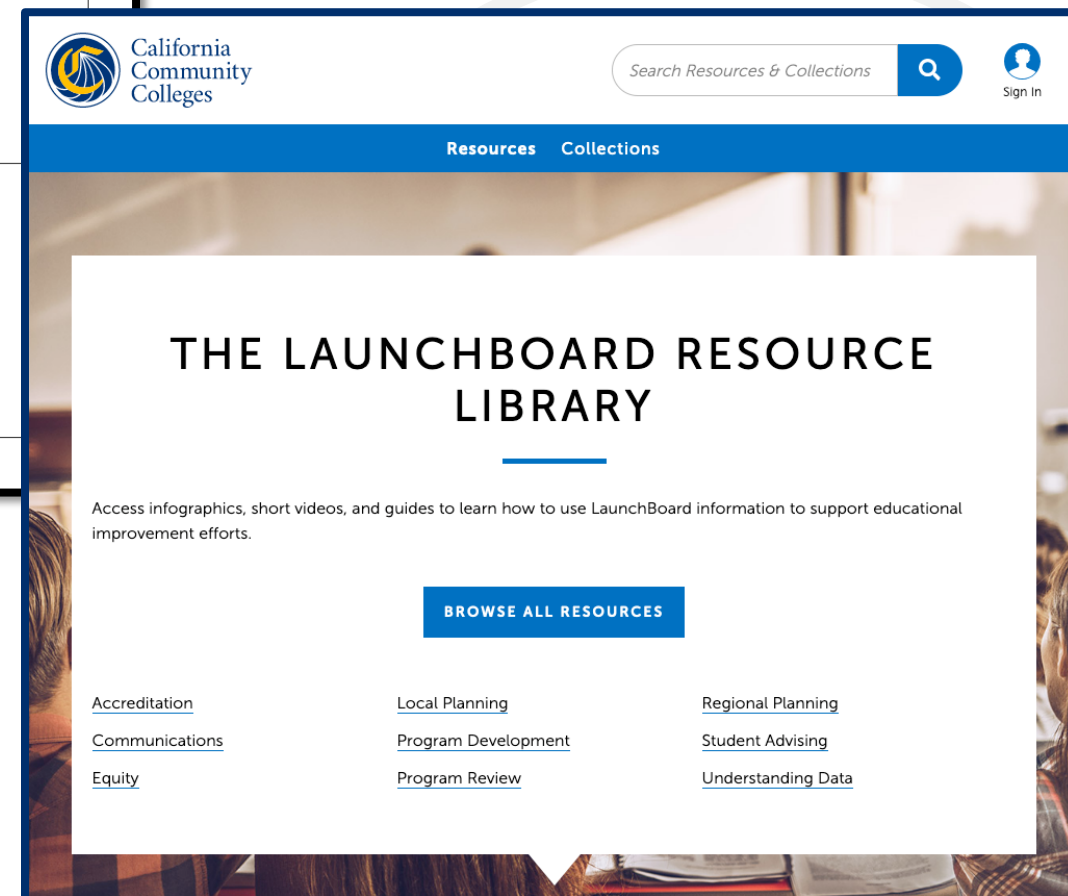 California
Community
Colleges
Search Resources & Collections
Sign In
Resources Collections
THE LAUNCHBOARD RESOURCE
LIBRARY
Access infographics, short videos, and guides to learn how to use LaunchBoard information to support educational
improvement efforts.
BROWSE ALL RESOURCES
Accreditation Local Planning Regional Planning
Communications Program Development Student Advising
Equity Program Review Understanding Data